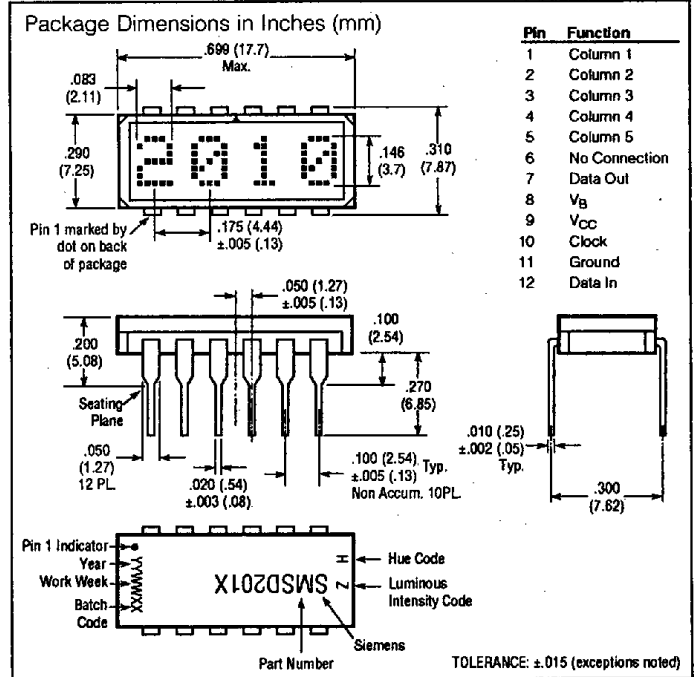 Package Dimensions in Inches (mm)
.699 (17.7)
Max.
.083
(2.11)
.290
(7.25)
2010
.146
(3.7)
.310
(7.87)
Pin 1 marked by
dot on back
of package
.175 (4.44)
±.005 (.13)
Pin Function
1 Column 1
2 Column 2
3 Column 3
4 Column 4
5 Column 5
6 No Connection
7 Data Out
8 VB
9 VCC
10 Clock
11 Ground
12 Data In
.050 (1.27)
±.005 (.13)
.200
(5.08)
.100
(2.54)
.270
(6.85)
Seating
Plane
.050
(1.27)
12 PL.
.020 (.54)
±.003 (.08)
.100 (2.54)
±.005 (.13) Typ.
Non Accum. 10PL.
.010 (.25)
±.002 (.05)
Typ.
.300
(7.62)
Pin 1 Indicator
Year
Work Week
Batch
Code
YYWWXX
SMSD201X
H
Z
Hue Code
Luminous
Intensity Code
Siemens
Part Number
TOLERANCE: ±.015 (exceptions noted)